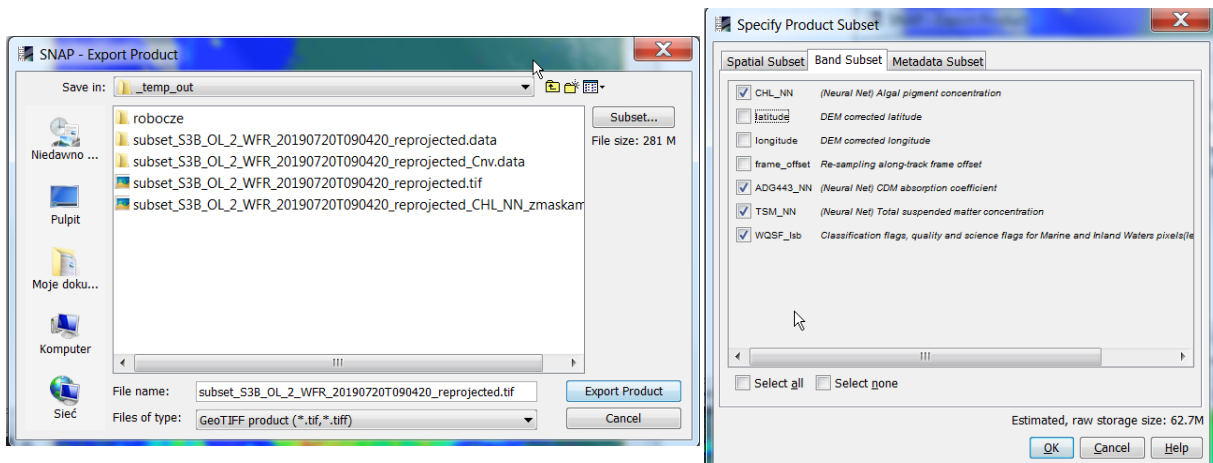 SNAP - Export Product
Save in:
_temp_out
Niedawno ...
Pulpit
Moje doku...
Komputer
Sieć
robocze
subset_S3B_OL_2_WFR_20190720T090420_reprojected.data
subset_S3B_OL_2_WFR_20190720T090420_reprojected_Cnv.data
subset_S3B_OL_2_WFR_20190720T090420_reprojected.tif
subset_S3B_OL_2_WFR_20190720T090420_reprojected_CHL_NN_zmaskam
Subset...
File size: 281 M
File name:
subset_S3B_OL_2_WFR_20190720T090420_reprojected.tif
Export Product
Files of type:
GeoTIFF product (*.tif,*.tiff)
Cancel
Specify Product Subset
Spatial Subset Band Subset Metadata Subset
CHL_NN (Neural Net) Algal pigment concentration
latitude DEM corrected latitude
longitude DEM corrected longitude
frame_offset Re-sampling along-track frame offset
ADG443_NN (Neural Net) CDM absorption coefficient
TSM_NN (Neural Net) Total suspended matter concentration
WQSF_lsb Classification flags, quality and science flags for Marine and Inland Waters pixels(le
Select all Select none
Estimated, raw storage size: 62.7M
OK Cancel Help